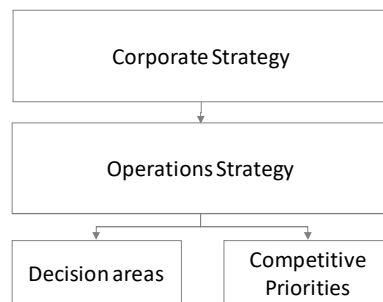 Corporate Strategy
Operations Strategy
Decision areas
Competitive
Priorities